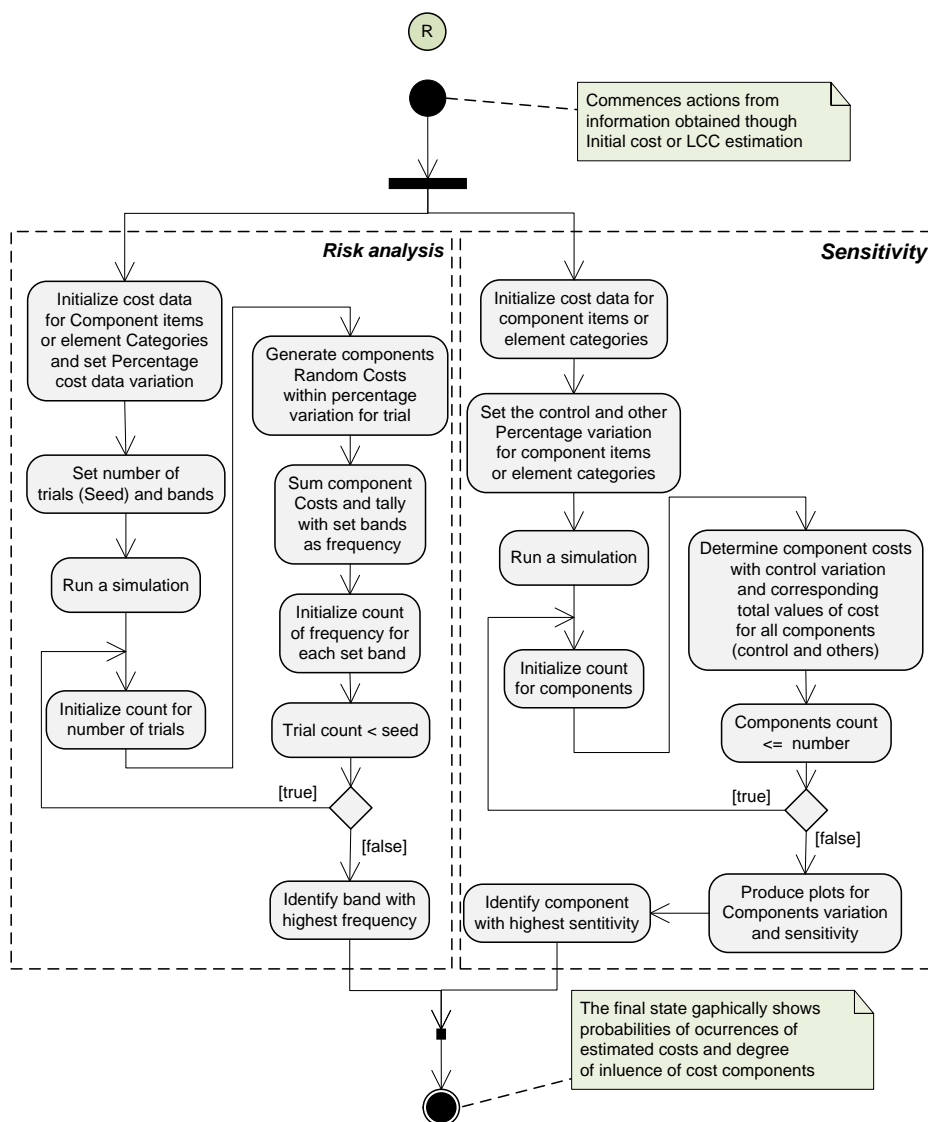 R
Commences actions from
information obtained though
Initial cost or LCC estimation
Risk analysis
Initialize cost data
for Component items
or element Categories
and set Percentage
cost data variation
Set number of
trials (Seed) and bands
Run a simulation
Initialize count for
number of trials
Generate components
Random Costs
within percentage
variation for trial
Sum component
Costs and tally
with set bands
as frequency
Initialize count
of frequency for
each set band
Trial count < seed
[true]
[false]
Identify band with
highest frequency
Sensitivity
Initialize cost data for
component items or
element categories
Set the control and other
Percentage variation
for component items
or element categories
Run a simulation
Initialize count
for components
Determine component costs
with control variation
and corresponding
total values of cost
for all components
(control and others)
Components count
<= number
[true]
[false]
Produce plots for
Components variation
and sensitivity
Identify component
with highest sentitivity
The final state gaphically shows
probabilities of ocurrences of
estimated costs and degree
of inluence of cost components